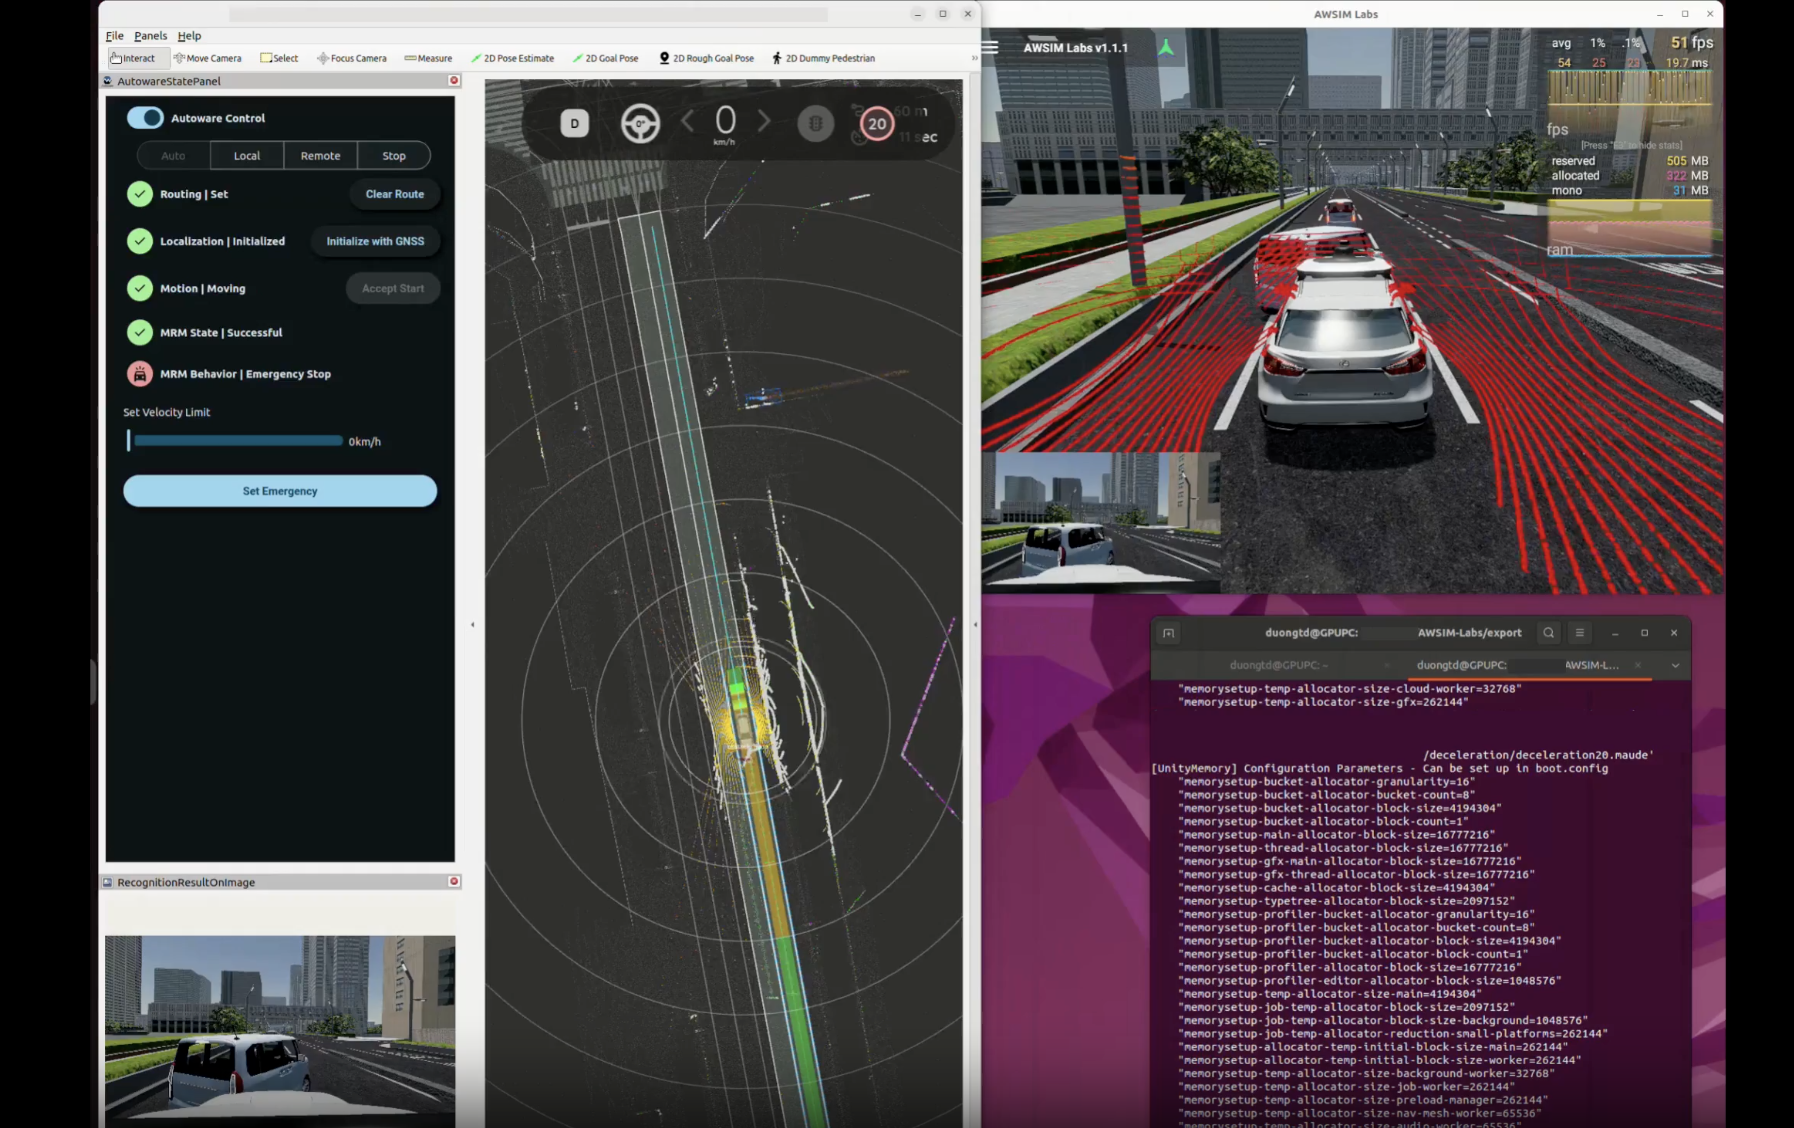 File Panels Help
Interact Move Camera Select Focus Camera Measure 2D Pose Estimate 2D Goal Pose 2D Rough Goal Pose 2D Dummy Pedestrian »
AutowareStatePanel
Autoware Control
Auto Local Remote Stop
Routing | Set Clear Route
Localization | Initialized Initialize with GNSS
Motion | Moving Accept Start
MRM State | Successful
MRM Behavior | Emergency Stop
Set Velocity Limit
0km/h
Set Emergency
RecognitionResultOnImage
D 0° 0 20
km/h
11 sec
AWSIM Labs
AWSIM Labs v1.1.1
avg 1% .1% 51 fps
54 25 23 19.7 ms
fps
reserved 505 MB
allocated 322 MB
mono 31 MB
ram
duongtd@GPUPC: AWSIM-Labs/export
duongtd@GPUPC: ~ duongtd@GPUPC: AWSIM-L...
"memorysetup-temp-allocator-size-cloud-worker=32768"
"memorysetup-temp-allocator-size-gfx=262144"
/deceleration/deceleration20.maude'
[UnityMemory] Configuration Parameters - Can be set up in boot.config
"memorysetup-bucket-allocator-granularity=16"
"memorysetup-bucket-allocator-bucket-count=8"
"memorysetup-bucket-allocator-block-size=4194304"
"memorysetup-bucket-allocator-block-count=1"
"memorysetup-main-allocator-block-size=16777216"
"memorysetup-thread-allocator-block-size=16777216"
"memorysetup-gfx-main-allocator-block-size=16777216"
"memorysetup-gfx-thread-allocator-block-size=16777216"
"memorysetup-cache-allocator-block-size=4194304"
"memorysetup-typetree-allocator-block-size=2097152"
"memorysetup-profiler-bucket-allocator-granularity=16"
"memorysetup-profiler-bucket-allocator-bucket-count=8"
"memorysetup-profiler-bucket-allocator-block-size=4194304"
"memorysetup-profiler-bucket-allocator-block-count=1"
"memorysetup-profiler-allocator-block-size=16777216"
"memorysetup-profiler-editor-allocator-block-size=1048576"
"memorysetup-temp-allocator-size-main=4194304"
"memorysetup-job-temp-allocator-block-size=2097152"
"memorysetup-job-temp-allocator-block-size-background=1048576"
"memorysetup-job-temp-allocator-reduction-small-platforms=262144"
"memorysetup-allocator-temp-initial-block-size-main=262144"
"memorysetup-allocator-temp-initial-block-size-worker=262144"
"memorysetup-temp-allocator-size-background-worker=32768"
"memorysetup-temp-allocator-size-job-worker=262144"
"memorysetup-temp-allocator-size-preload-manager=262144"
"memorysetup-temp-allocator-size-nav-mesh-worker=65536"
"memorysetup-temp-allocator-size-audio-worker=65536"